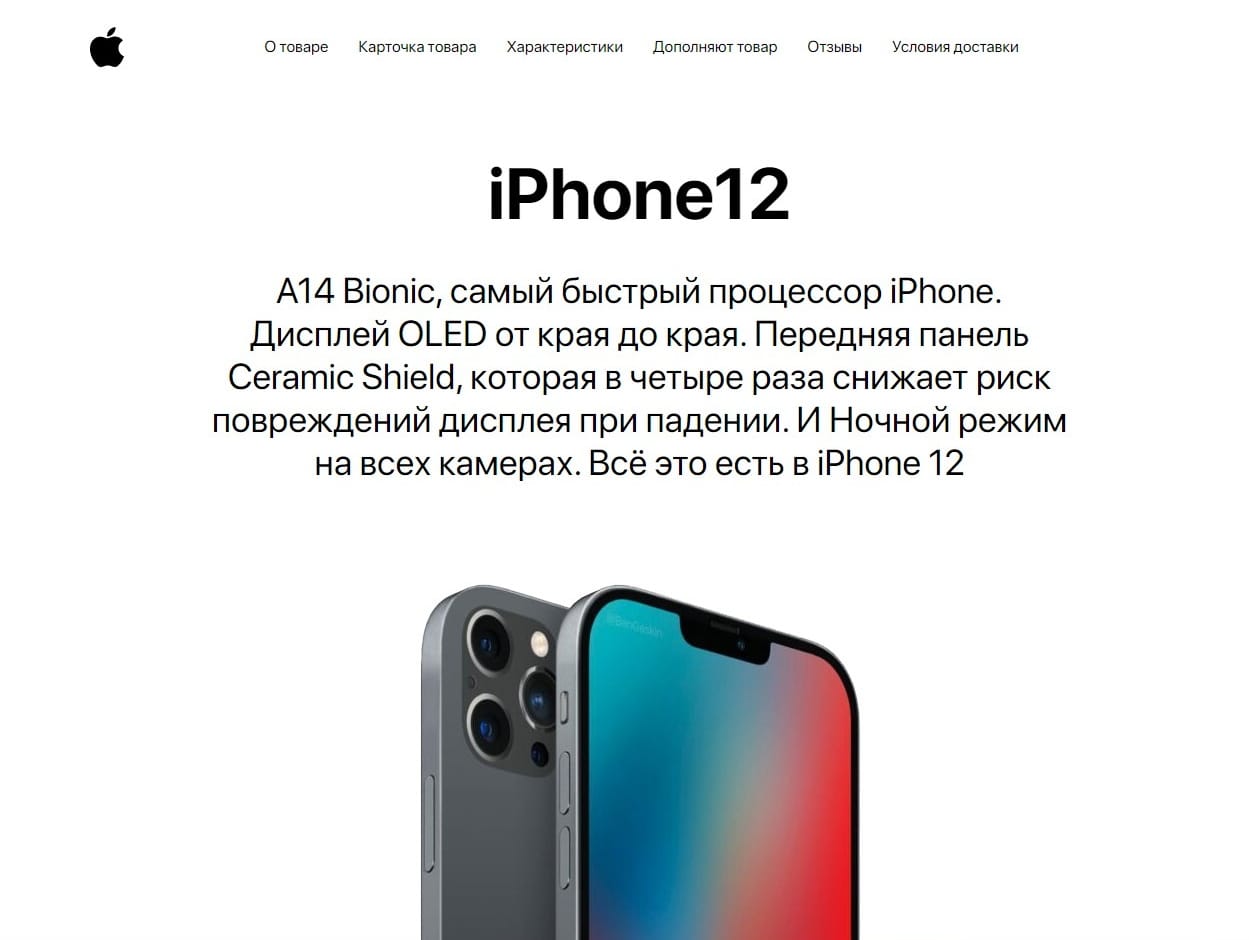 О товаре Карточка товара Характеристики Дополняют товар Отзывы Условия доставки
iPhone12
A14 Bionic, самый быстрый процессор iPhone.
Дисплей OLED от края до края. Передняя панель
Ceramic Shield, которая в четыре раза снижает риск
повреждений дисплея при падении. И Ночной режим
на всех камерах. Всё это есть в iPhone 12
@BenGeskin